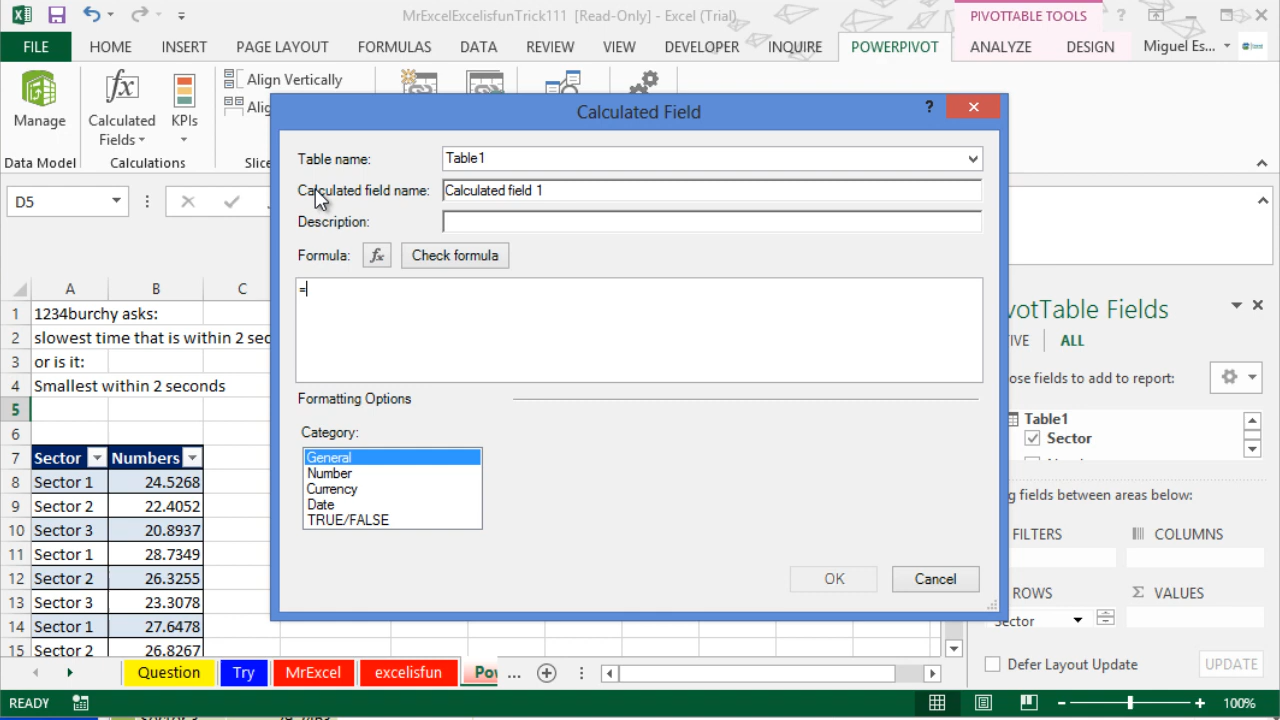 MrExcelExcelisfunTrick111 [Read-Only] - Excel (Trial)
PIVOTTABLE TOOLS
FILE HOME INSERT PAGE LAYOUT FORMULAS DATA REVIEW VIEW DEVELOPER INQUIRE POWERPIVOT ANALYZE DESIGN Miguel Es...
Manage
Calculated Fields
KPIs
Align Vertically
Data Model
Calculations
D5
Calculated Field
?
Table name: Table1
Calculated field name: Calculated field 1
Description:
Formula: fx Check formula
=
Formatting Options
Category:
General
Number
Currency
Date
TRUE/FALSE
OK Cancel
A B C
1 1234burchy asks:
2 slowest time that is within 2 sec
3 or is it:
4 Smallest within 2 seconds
5
6
7 Sector Numbers
8 Sector 1 24.5268
9 Sector 2 22.4052
10 Sector 3 20.8937
11 Sector 1 28.7349
12 Sector 2 26.3255
13 Sector 3 23.3078
14 Sector 1 27.6478
15 Sector 2 26.8267
votTable Fields
ALL
ose fields to add to report:
Table1
Sector
g fields between areas below:
FILTERS COLUMNS
ROWS Σ VALUES
Sector
Defer Layout Update UPDATE
Question Try MrExcel excelisfun Pov ...
READY 100%